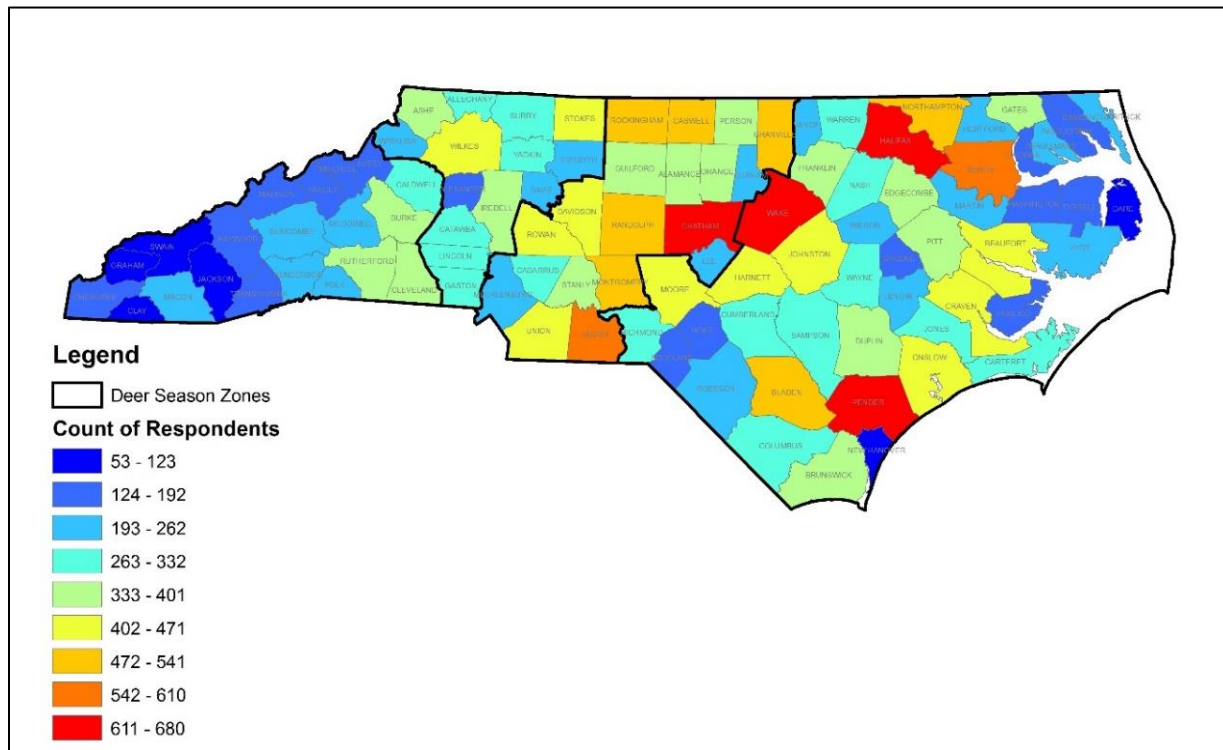 ASHE
ALLEGHANY
SURRY
STOKES
ROCKINGHAM
CASWELL
PERSON
GRANVILLE
WARREN
NORTHAMPTON
GATES
HALIFAX
HERTFORD
WILKES
YADKIN
FORSYTH
GUILFORD
ALAMANCE
ORANGE
FRANKLIN
NASH
EDGECOMBE
MARTIN
WASHINGTON
DARE
CALDWELL
IREDELL
DAVIDSON
RANDOLPH
CHATHAM
WAKE
WILSON
PITT
BEAUFORT
HYDE
MADISON
BURKE
CATAWBA
ROWAN
JOHNSTON
GREENE
HAYWOOD
BUNCOMBE
MCDOWELL
LINCOLN
LEE
HARNETT
WAYNE
LENOIR
CRAVEN
SWAIN
GRAHAM
JACKSON
RUTHERFORD
CLEVELAND
GASTON
CABARRUS
STANLY
MONTGOMERY
MOORE
JONES
MACON
CLAY
POLK
UNION
RICHMOND
HOKE
CUMBERLAND
SAMPSON
DUPLIN
ONSLOW
CARTERET
ROBESON
BLADEN
PENDER
COLUMBUS
NEW HANOVER
BRUNSWICK
Legend
Deer Season Zones
Count of Respondents
53 - 123
124 - 192
193 - 262
263 - 332
333 - 401
402 - 471
472 - 541
542 - 610
611 - 680